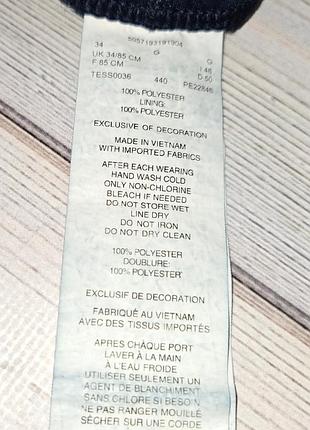 5057193191904
34 G G
UK 34/85 CM I 48
F 85 CM D 50
TESS0036 440 PE22846
100% POLYESTER
LINING:
100% POLYESTER
EXCLUSIVE OF DECORATION
MADE IN VIETNAM
WITH IMPORTED FABRICS
AFTER EACH WEARING
HAND WASH COLD
ONLY NON-CHLORINE
BLEACH IF NEEDED
DO NOT STORE WET
LINE DRY
DO NOT IRON
DO NOT DRY CLEAN
100% POLYESTER
DOUBLURE:
100% POLYESTER
EXCLUSIF DE DECORATION
FABRIQUÉ AU VIETNAM
AVEC DES TISSUS IMPORTÉS
APRES CHÂQUE PORT
LAVER À LA MAIN
À L'EAU FROIDE
UTILISER SEULEMENT UN
AGENT DE BLANCHIMENT
SANS CHLORE SI BESOIN
NE PAS RANGER MOUILLÉ
SÉCHER SUR UNE CORDE